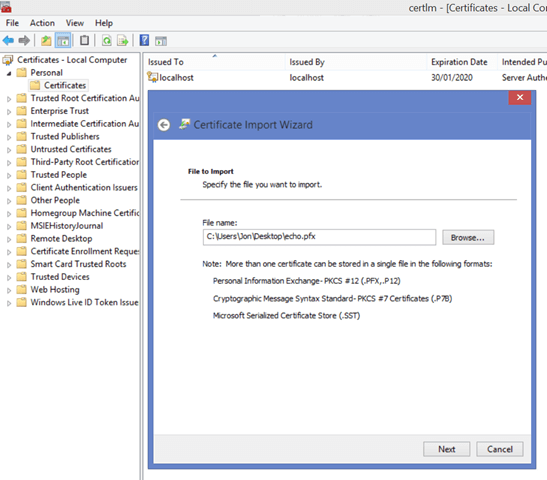 certlm - [Certificates - Local Com
File Action View Help
Certificates - Local Computer
Personal
Certificates
Trusted Root Certification Au
Enterprise Trust
Intermediate Certification Au
Trusted Publishers
Untrusted Certificates
Third-Party Root Certification
Trusted People
Client Authentication Issuers
Other People
Homegroup Machine Certific
MSIEHistoryJournal
Remote Desktop
Certificate Enrollment Reque
Smart Card Trusted Roots
Trusted Devices
Web Hosting
Windows Live ID Token Issue
Issued To Issued By Expiration Date Intended Pu
localhost localhost 30/01/2020 Server Authe
Certificate Import Wizard
File to Import
Specify the file you want to import.
File name:
C:\Users\Jon\Desktop\echo.pfx Browse...
Note: More than one certificate can be stored in a single file in the following formats:
Personal Information Exchange- PKCS #12 (.PFX,.P12)
Cryptographic Message Syntax Standard- PKCS #7 Certificates (.P7B)
Microsoft Serialized Certificate Store (.SST)
Next Cancel